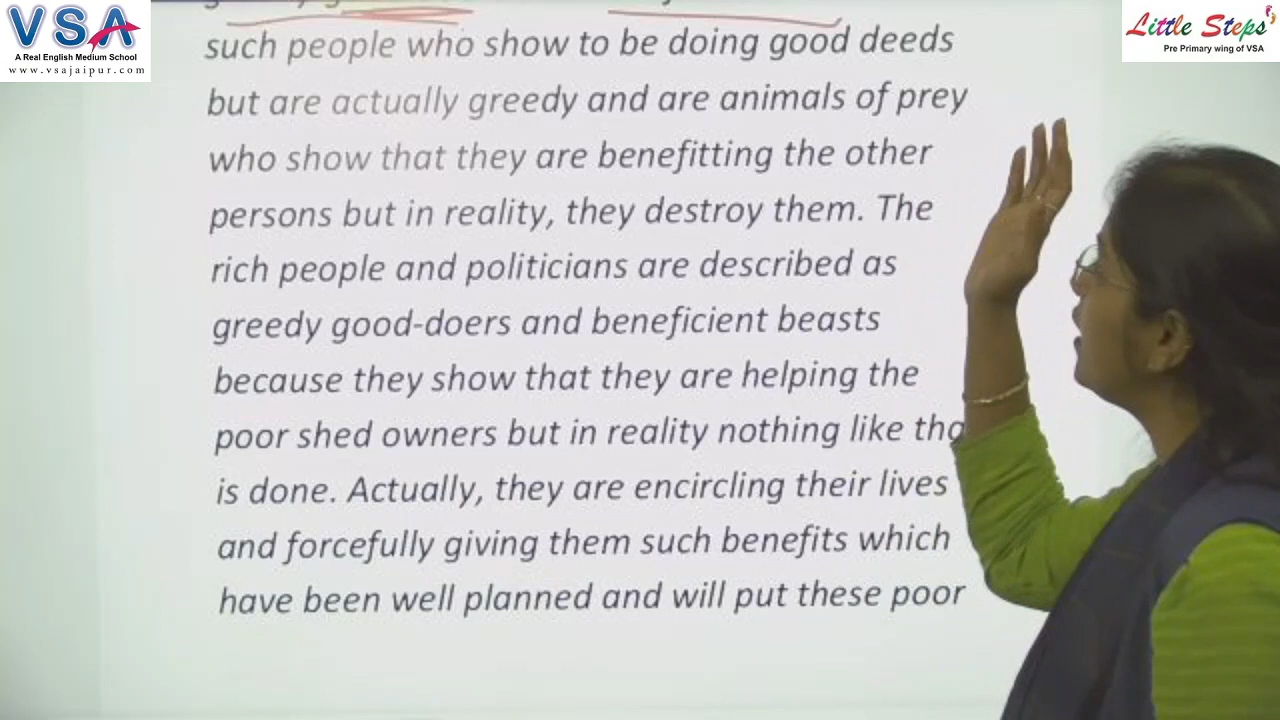 VSA
A Real English Medium School
www.vsajaipur.com
Little Steps
Pre Primary wing of VSA
such people who show to be doing good deeds
but are actually greedy and are animals of prey
who show that they are benefitting the other
persons but in reality, they destroy them. The
rich people and politicians are described as
greedy good-doers and beneficient beasts
because they show that they are helping the
poor shed owners but in reality nothing like
is done. Actually, they are encircling their lives
and forcefully giving them such benefits which
have been well planned and will put these poor